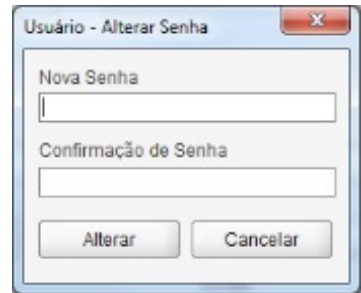 Usuário - Alterar Senha
Nova Senha
Confirmação de Senha
Alterar Cancelar